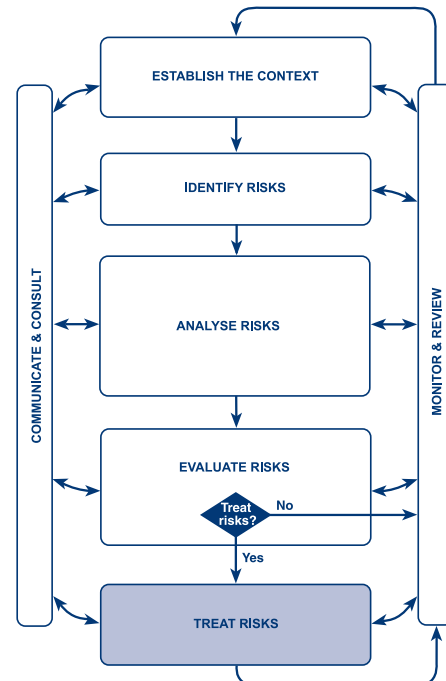 ESTABLISH THE CONTEXT
IDENTIFY RISKS
ANALYSE RISKS
EVALUATE RISKS
Treat
risks?
No
Yes
TREAT RISKS
COMMUNICATE & CONSULT
MONITOR & REVIEW